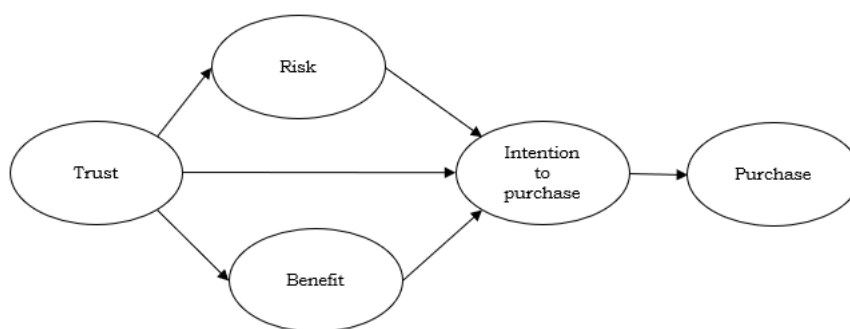 Risk
Trust
Intention
to
purchase
Purchase
Benefit